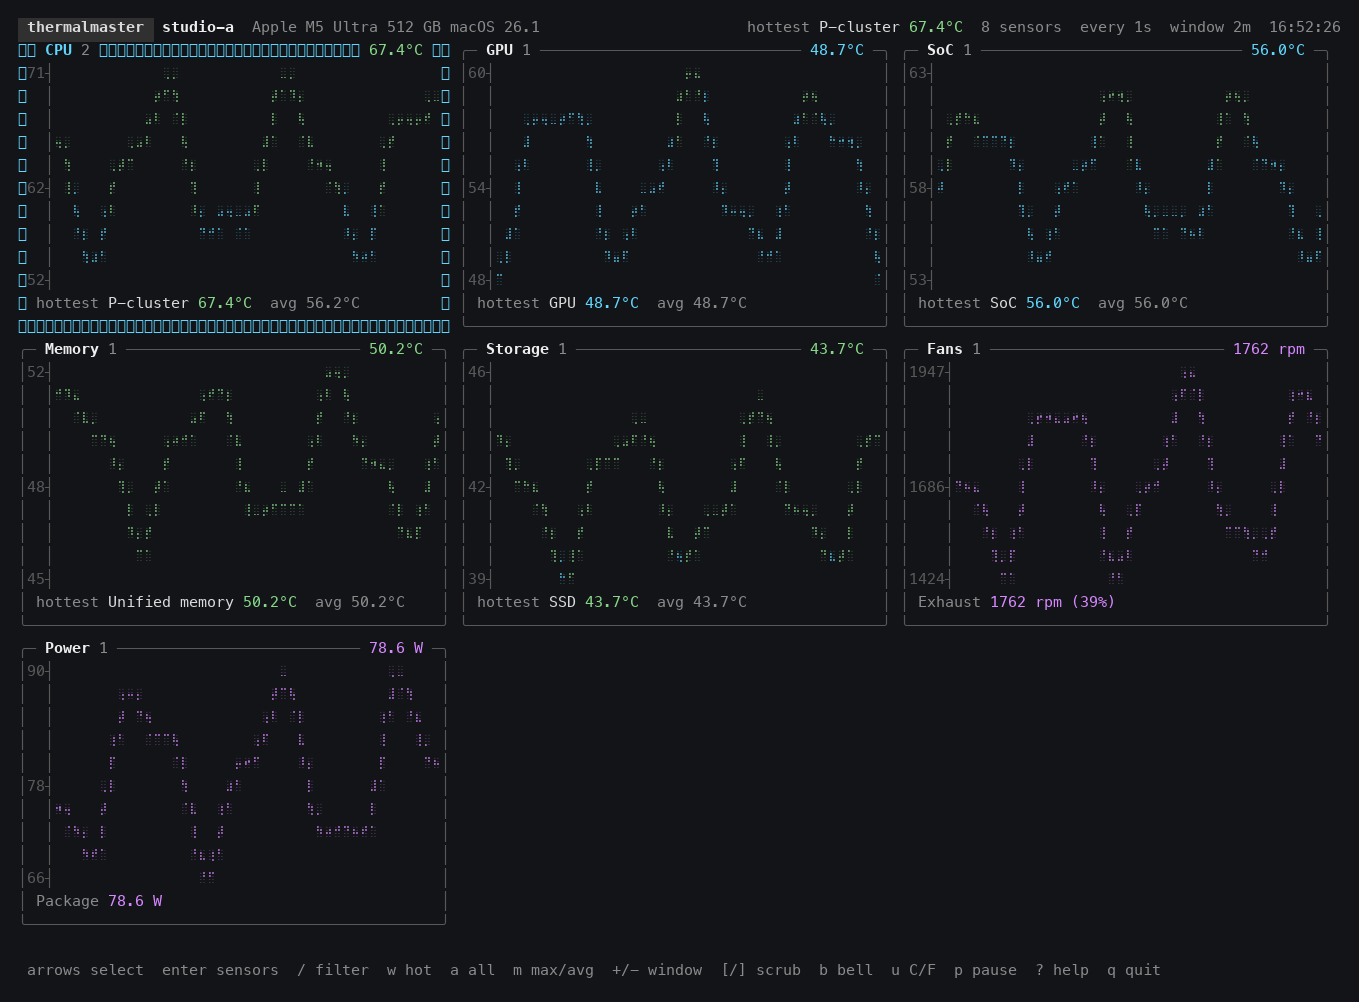 thermalmaster studio-a Apple M5 Ultra 512 GB macOS 26.1 hottest P-cluster 67.4°C 8 sensors every 1s window 2m 16:52:26
CPU 2 67.4°C
71
62
52
hottest P-cluster 67.4°C avg 56.2°C
GPU 1 48.7°C
60
54
48
hottest GPU 48.7°C avg 48.7°C
SoC 1 56.0°C
63
58
53
hottest SoC 56.0°C avg 56.0°C
Memory 1 50.2°C
52
48
45
hottest Unified memory 50.2°C avg 50.2°C
Storage 1 43.7°C
46
42
39
hottest SSD 43.7°C avg 43.7°C
Fans 1 1762 rpm
1947
1686
1424
Exhaust 1762 rpm (39%)
Power 1 78.6 W
90
78
66
Package 78.6 W
arrows select enter sensors / filter w hot a all m max/avg +/- window [/] scrub b bell u C/F p pause ? help q quit